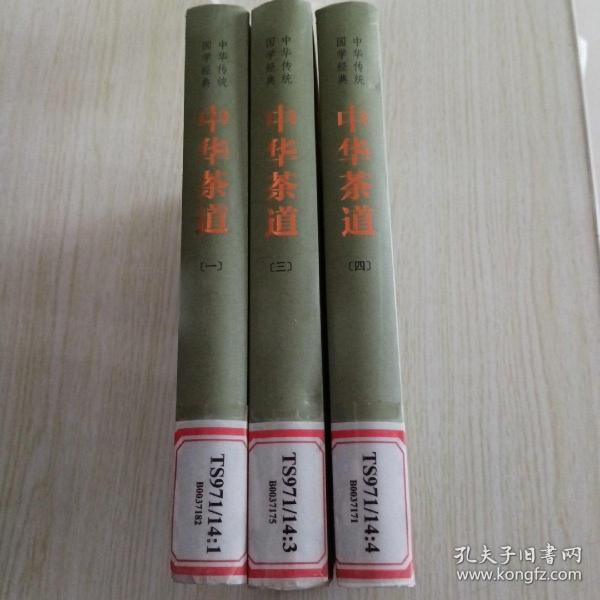 中华传统
国学经典
中华茶道
〔一〕
TS971/14:1
B0037182
中华传统
国学经典
中华茶道
〔三〕
TS971/14:3
B0037175
中华传统
国学经典
中华茶道
〔四〕
TS971/14:4
B0037171
孔夫子旧书网
www.kongfz.com